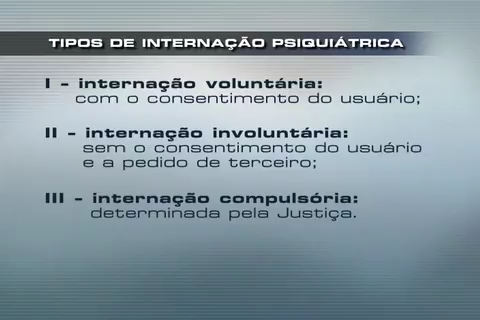 TIPOS DE INTERNAÇÃO PSIQUIÁTRICA
I - internação voluntária:
com o consentimento do usuário;
II - internação involuntária:
sem o consentimento do usuário
e a pedido de terceiro;
III - internação compulsória:
determinada pela Justiça.